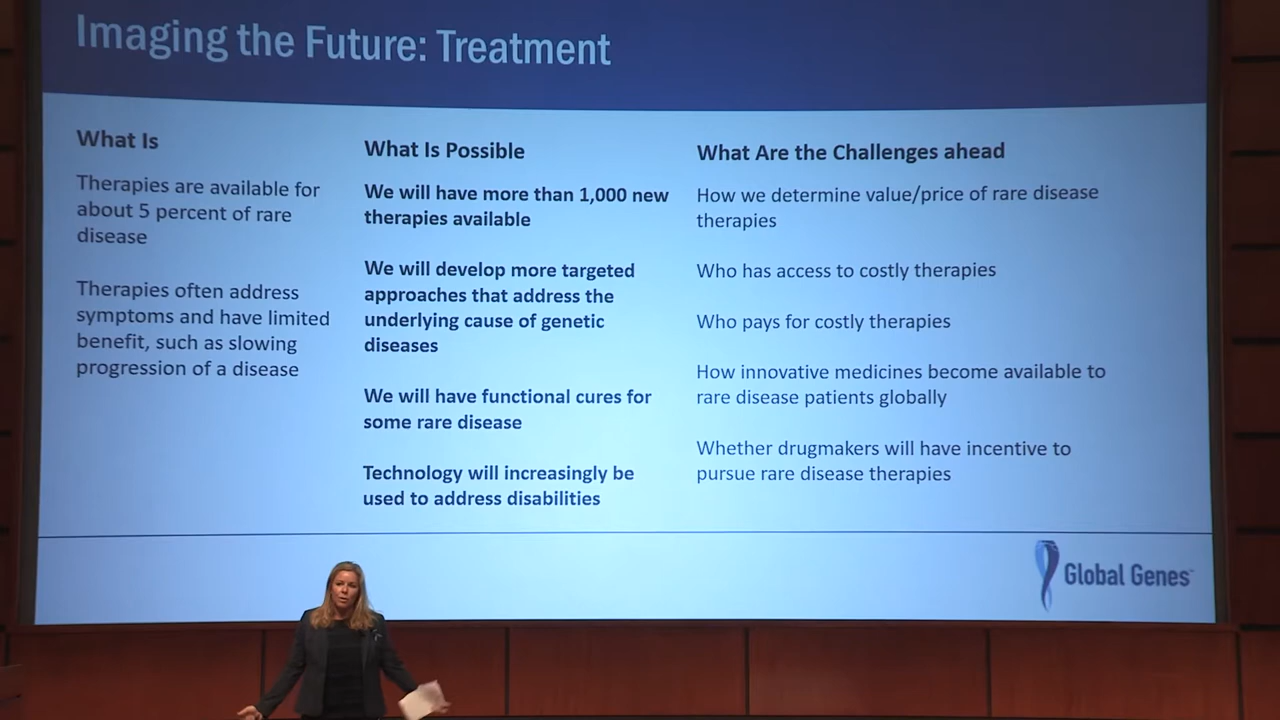 Imaging the Future: Treatment
What Is
Therapies are available for
about 5 percent of rare
disease
Therapies often address
symptoms and have limited
benefit, such as slowing
progression of a disease
What Is Possible
We will have more than 1,000 new
therapies available
We will develop more targeted
approaches that address the
underlying cause of genetic
diseases
We will have functional cures for
some rare disease
Technology will increasingly be
used to address disabilities
What Are the Challenges ahead
How we determine value/price of rare disease
therapies
Who has access to costly therapies
Who pays for costly therapies
How innovative medicines become available to
rare disease patients globally
Whether drugmakers will have incentive to
pursue rare disease therapies
Global Genes